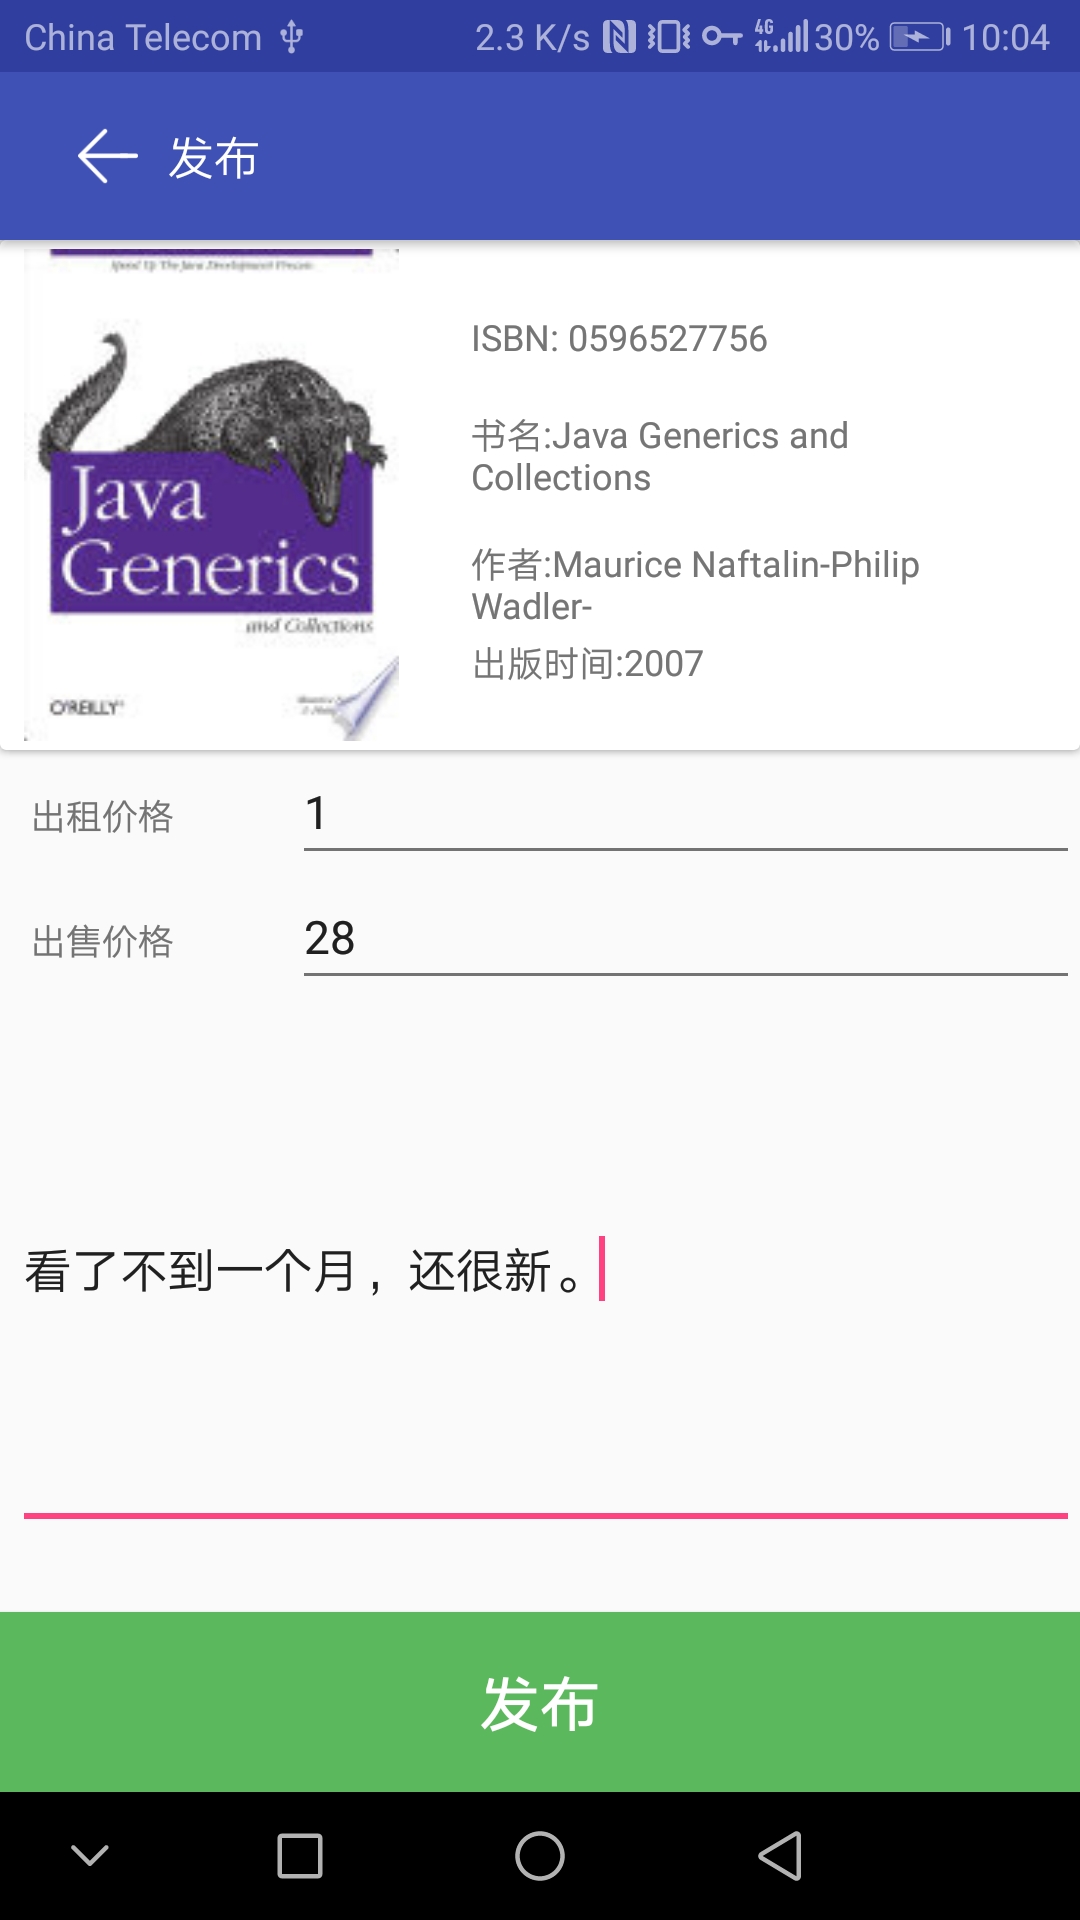 China Telecom 2.3 K/s 4G 30% 10:04
发布
Speed Up The Java Development Process
Java
Generics
and Collections
O'REILLY
ISBN: 0596527756
书名:Java Generics and
Collections
作者:Maurice Naftalin-Philip
Wadler-
出版时间:2007
出租价格 1
出售价格 28
看了不到一个月，还很新。
发布